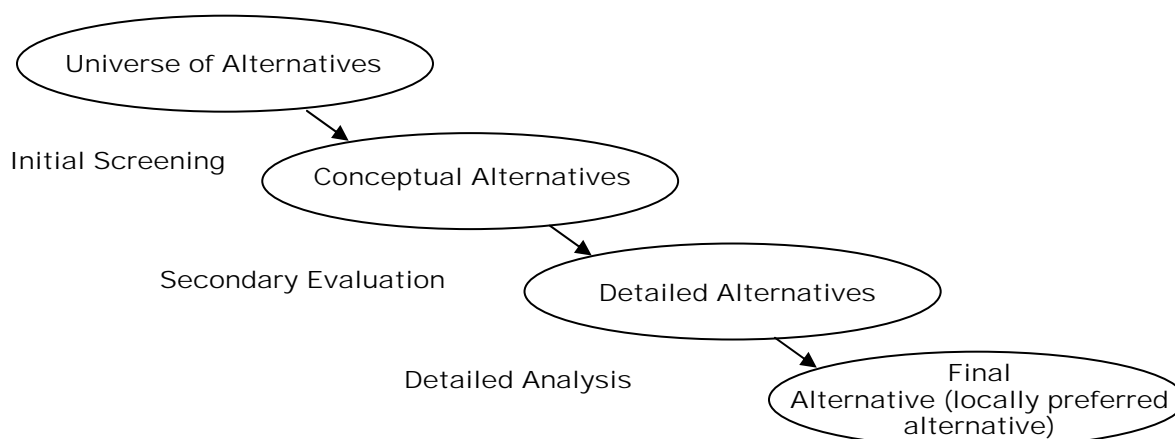 Universe of Alternatives
Initial Screening
Conceptual Alternatives
Secondary Evaluation
Detailed Alternatives
Detailed Analysis
Final
Alternative (locally preferred
alternative)